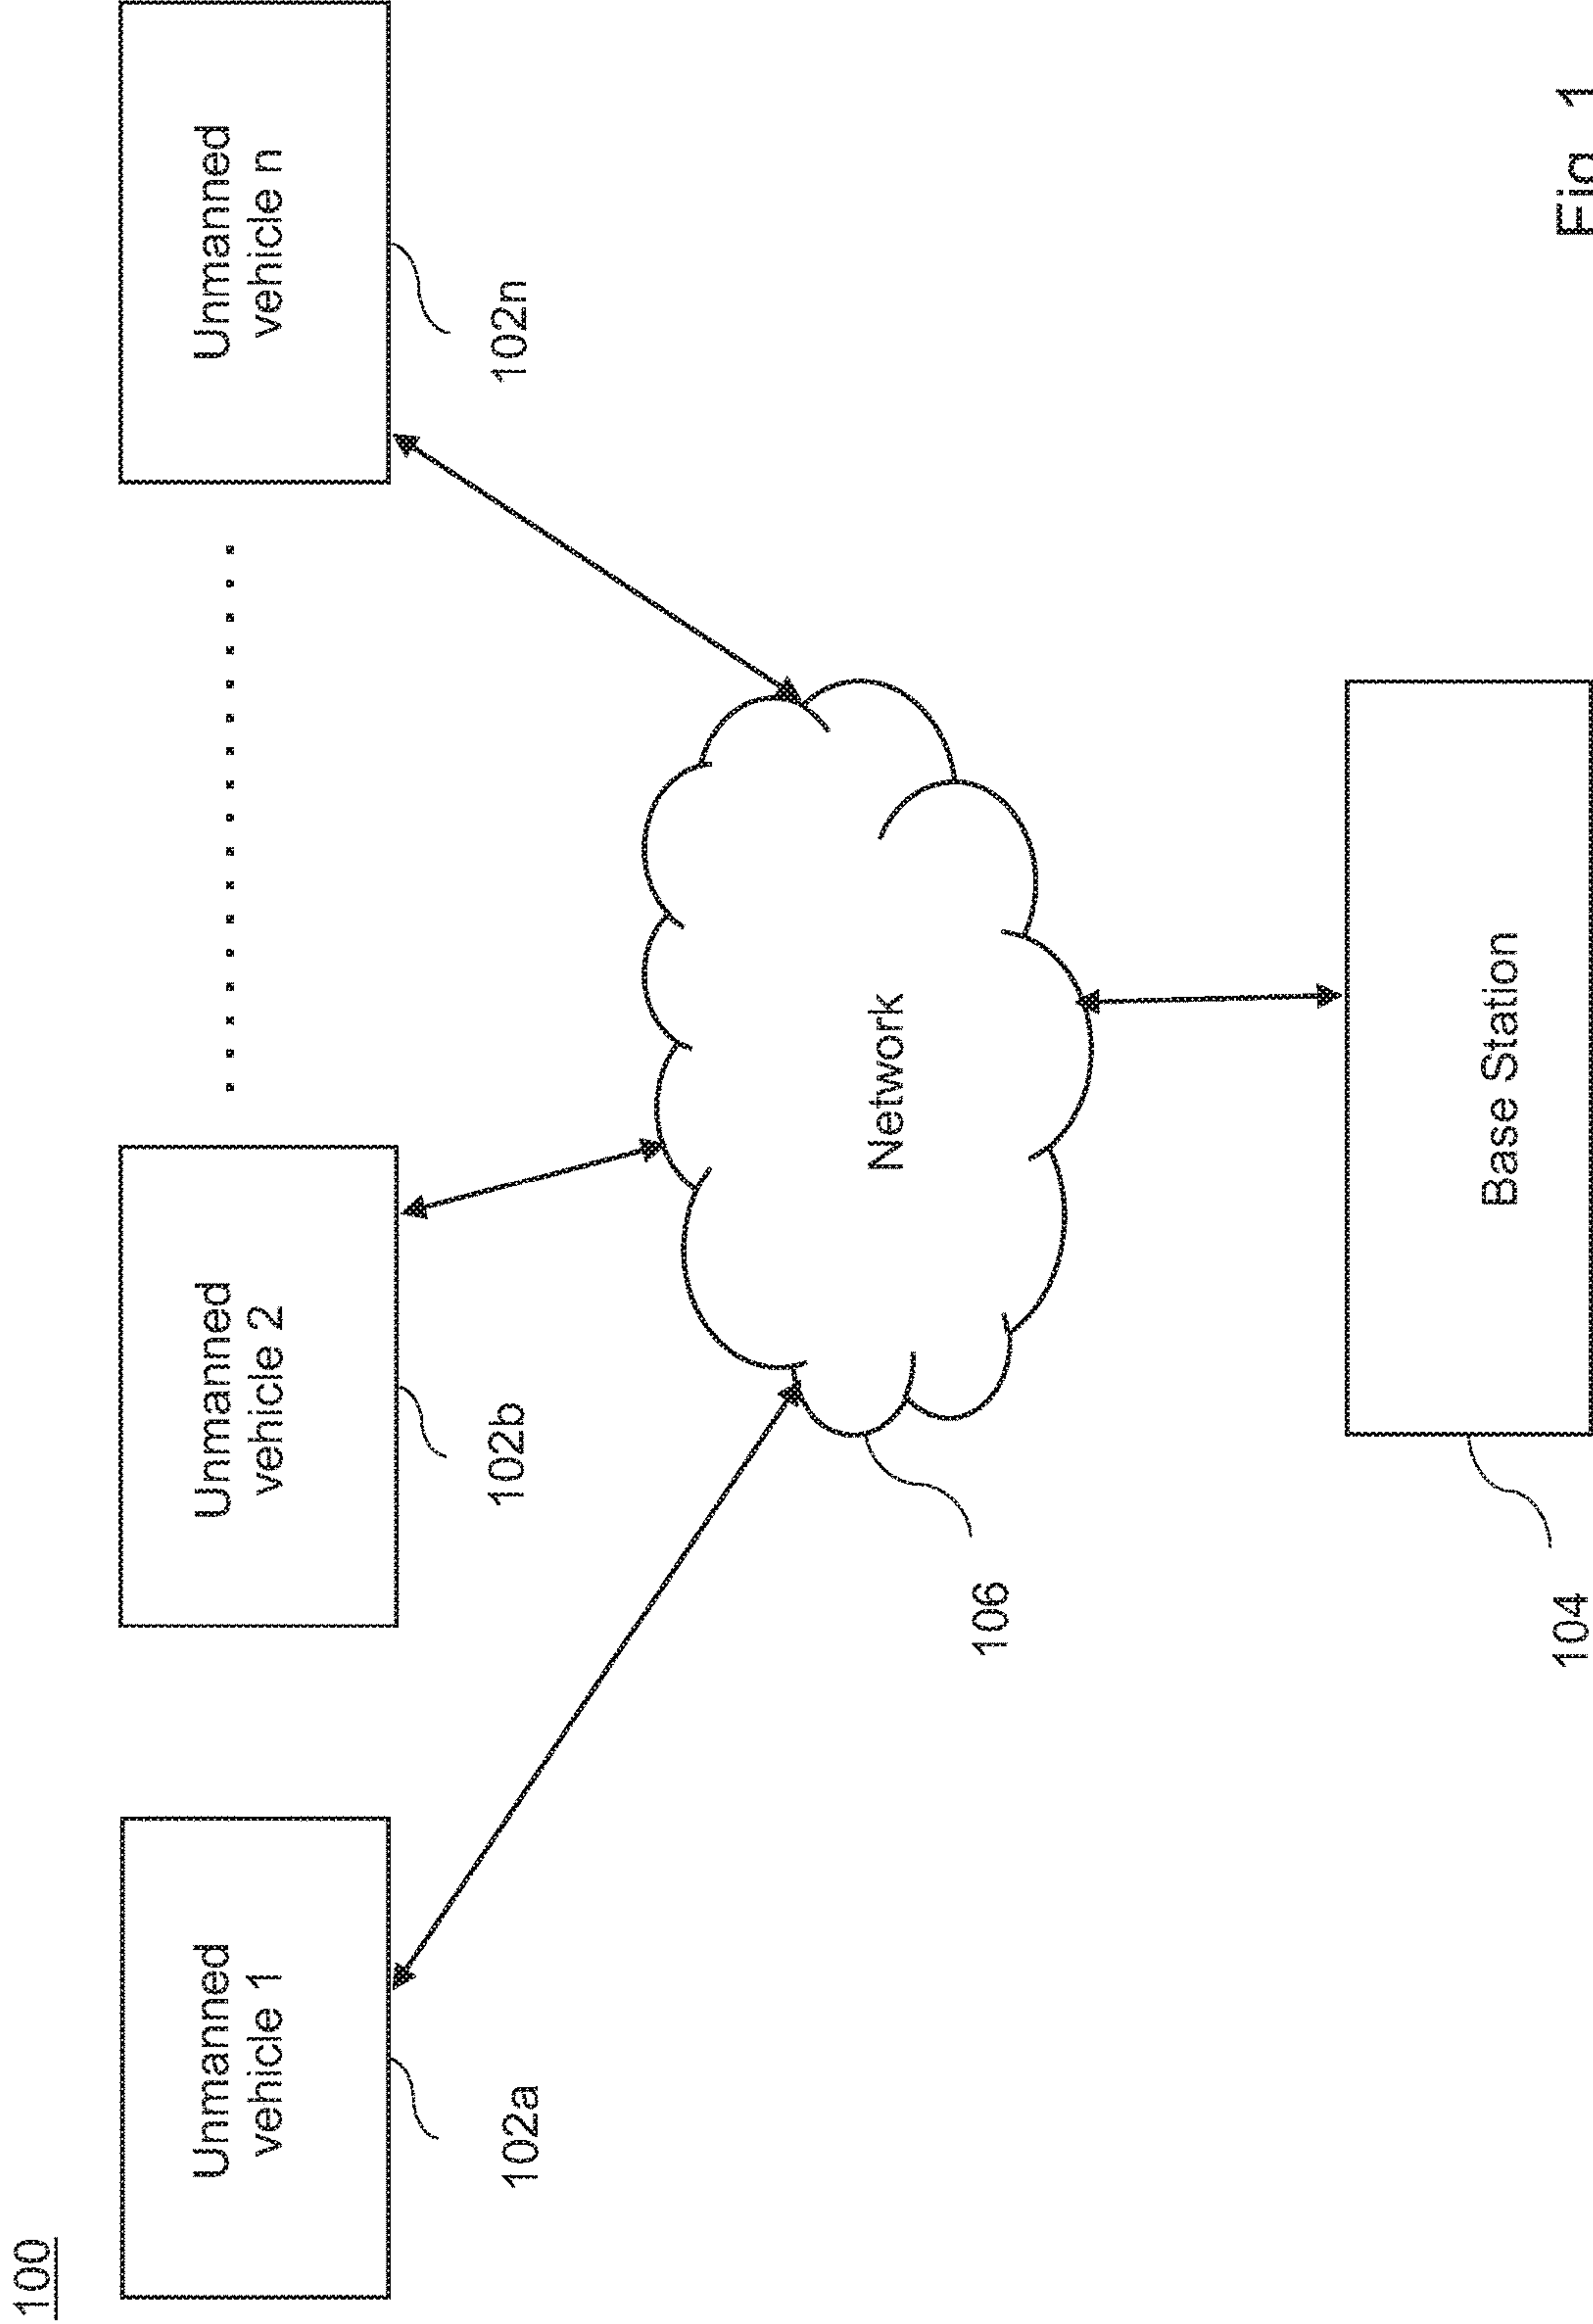 100
Unmanned
vehicle 1
102a
Unmanned
vehicle 2
102b
Unmanned
vehicle n
102n
Network
106
Base Station
104
Fig. 1